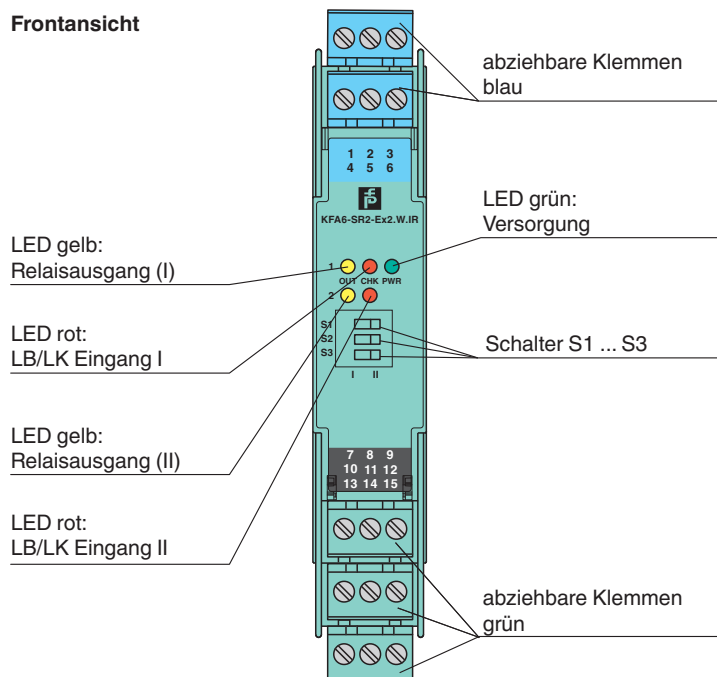 Frontansicht
abziehbare Klemmen
blau
1 2 3
4 5 6
KFA6-SR2-Ex2.W.IR
LED grün:
Versorgung
LED gelb:
Relaisausgang (I)
1
OUT CHK PWR
2
LED rot:
LB/LK Eingang I
S1
S2
S3
I II
Schalter S1 ... S3
LED gelb:
Relaisausgang (II)
7 8 9
10 11 12
13 14 15
LED rot:
LB/LK Eingang II
abziehbare Klemmen
grün